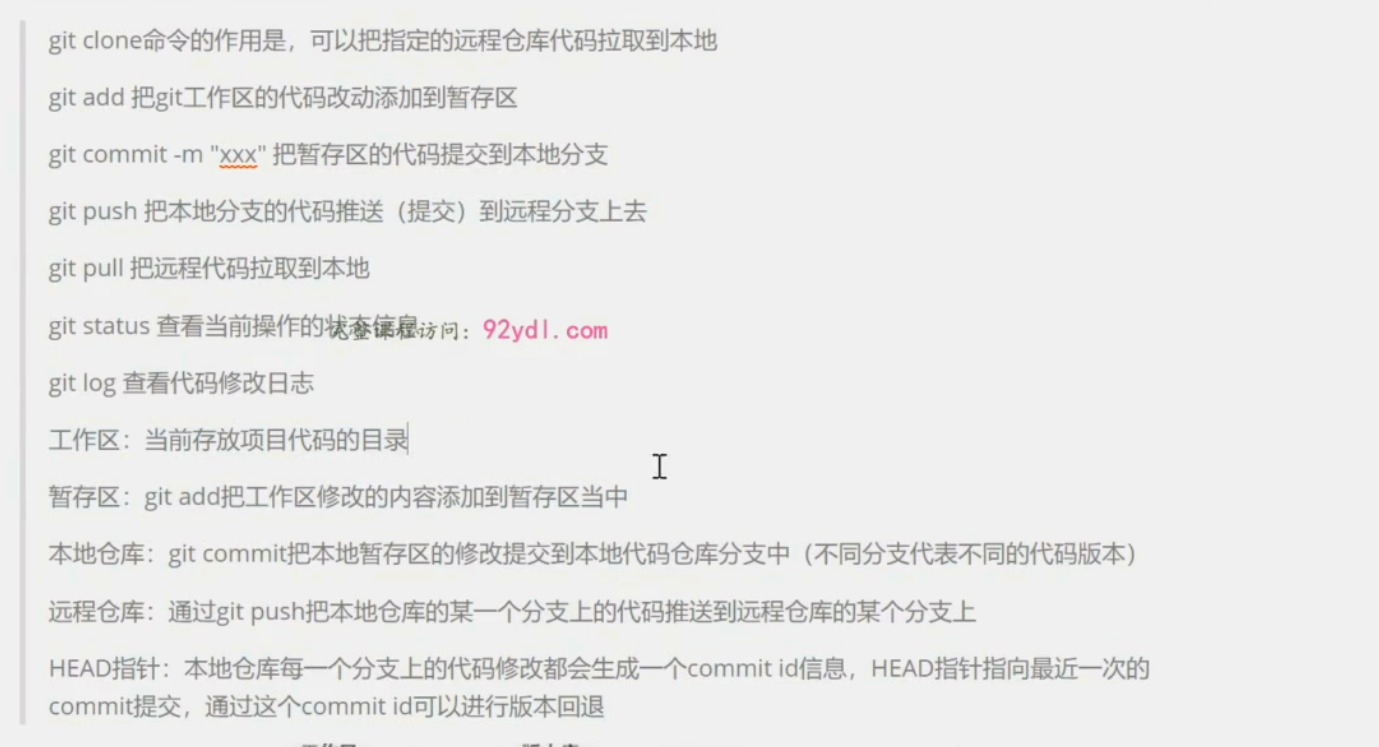 git clone命令的作用是，可以把指定的远程仓库代码拉取到本地
git add 把git工作区的代码改动添加到暂存区
git commit -m "xxx" 把暂存区的代码提交到本地分支
git push 把本地分支的代码推送（提交）到远程分支上去
git pull 把远程代码拉取到本地
git status 查看当前操作的状态信息
完整课程访问：92ydl.com
git log 查看代码修改日志
工作区：当前存放项目代码的目录
暂存区：git add把工作区修改的内容添加到暂存区当中
本地仓库：git commit把本地暂存区的修改提交到本地代码仓库分支中（不同分支代表不同的代码版本）
远程仓库：通过git push把本地仓库的某一个分支上的代码推送到远程仓库的某个分支上
HEAD指针：本地仓库每一个分支上的代码修改都会生成一个commit id信息，HEAD指针指向最近一次的
commit提交，通过这个commit id可以进行版本回退